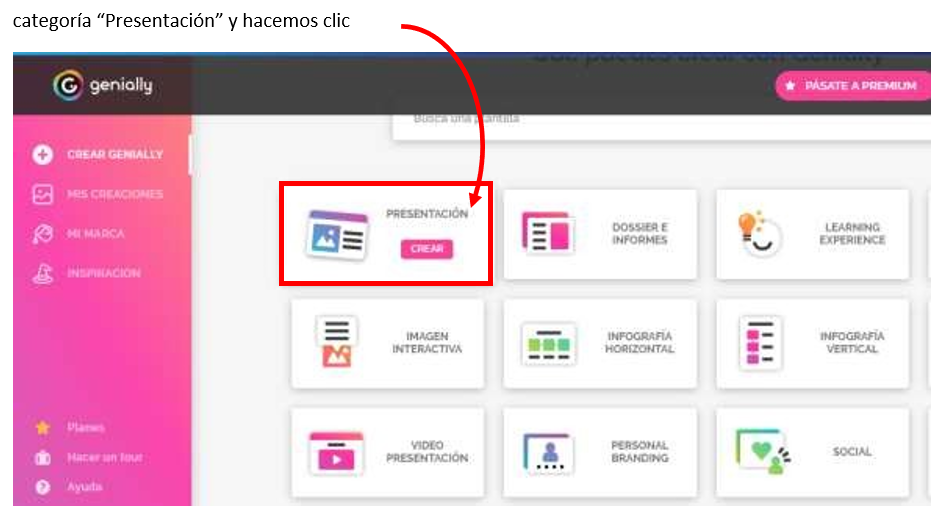 categoría “Presentación” y hacemos clic
genially
PÁSATE A PREMIUM
Busca una plantilla
CREAR GENIALLY
MIS CREACIONES
MI MARCA
INSPIRACIÓN
PRESENTACIÓN
CREAR
DOSSIER E
INFORMES
LEARNING
EXPERIENCE
IMAGEN
INTERACTIVA
INFOGRAFÍA
HORIZONTAL
INFOGRAFÍA
VERTICAL
VIDEO
PRESENTACIÓN
PERSONAL
BRANDING
SOCIAL
Planes
Hacer un tour
Ayuda